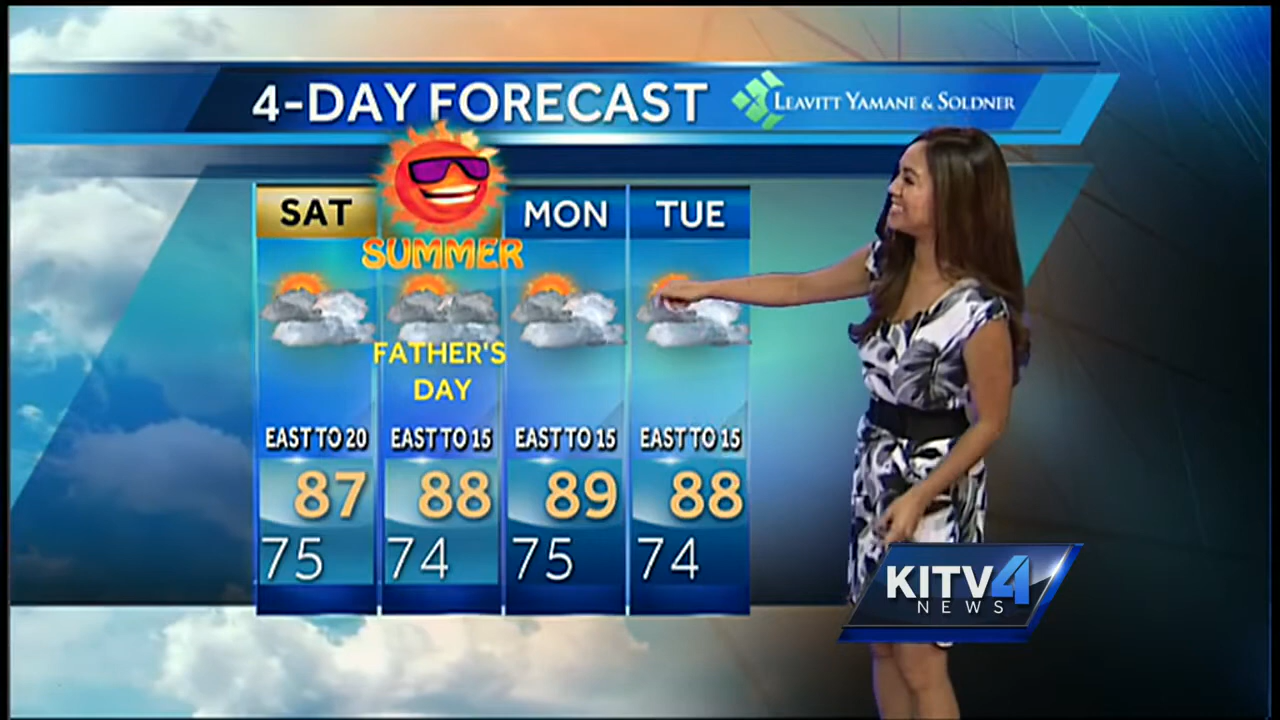 4-DAY FORECAST
LEAVITT YAMANE & SOLDNER
SAT
SUMMER
MON
TUE
FATHER'S
DAY
EAST TO 20
EAST TO 15
EAST TO 15
EAST TO 15
87
88
89
88
75
74
75
74
KITV4
NEWS